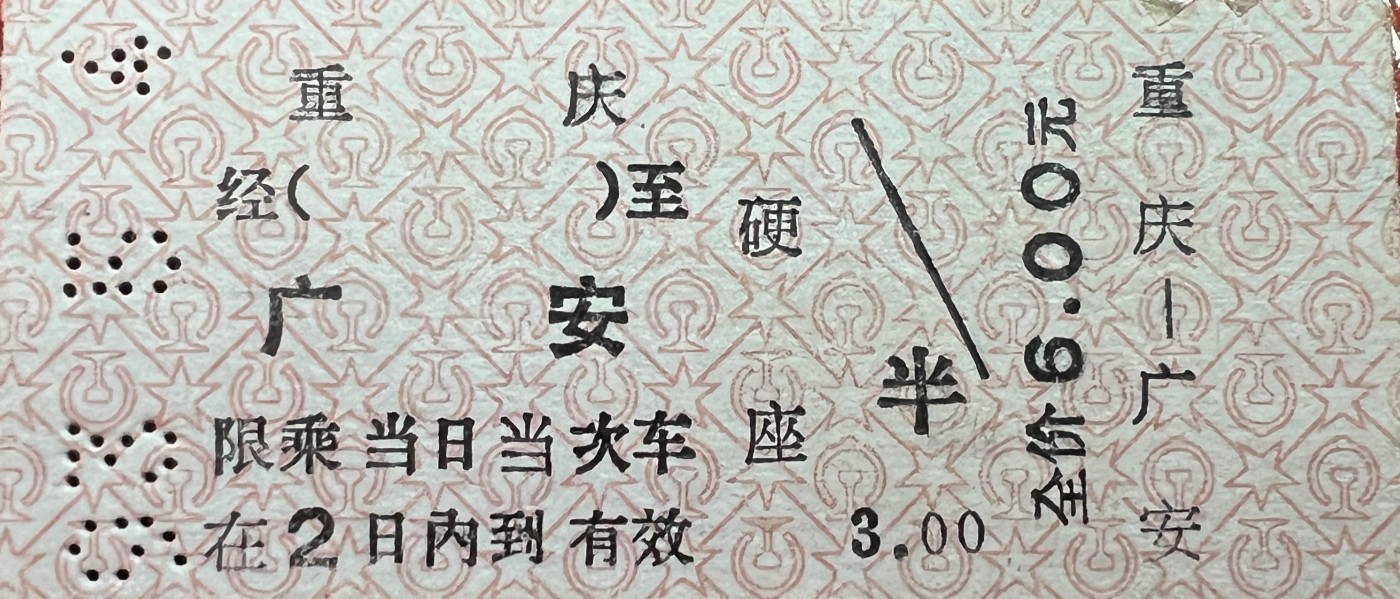 重庆
经( )至
广安
限乘当日当次车
在2日内到有效
硬座
半
3.00
全价6.00元
重庆—广安